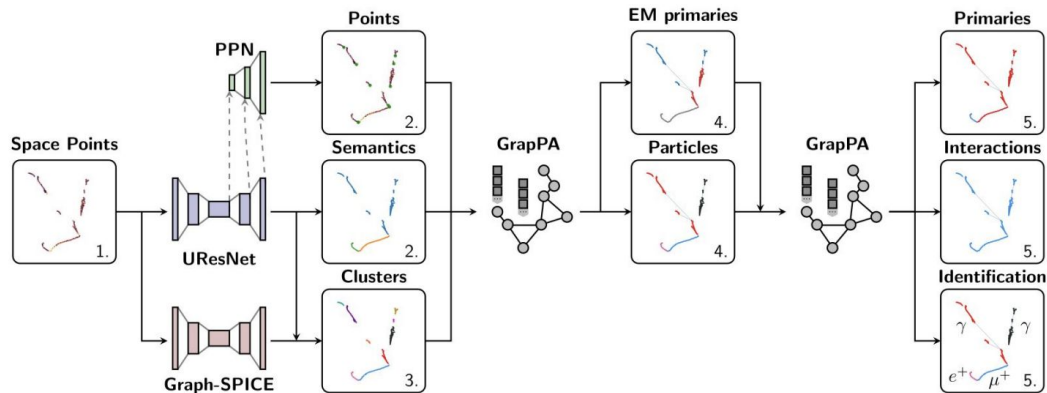 Points
EM primaries
Primaries
PPN
2.
4.
5.
Space Points
Semantics
GrapPA
Particles
GrapPA
Interactions
1.
2.
4.
5.
UResNet
Clusters
Identification
γ
γ
Graph-SPICE
3.
e⁺
μ⁺
5.